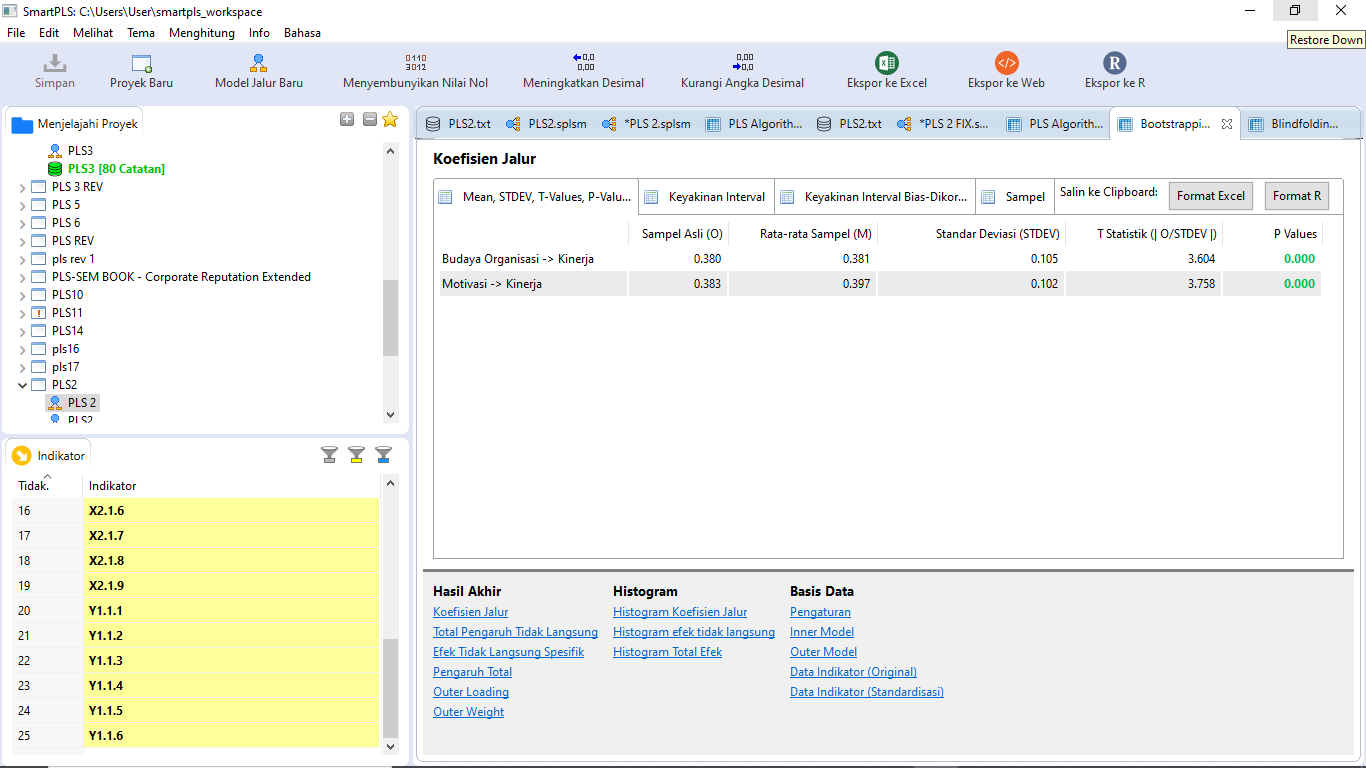 SmartPLS: C:\Users\User\smartpls_workspace
File Edit Melihat Tema Menghitung Info Bahasa
Restore Down
Simpan Proyek Baru Model Jalur Baru Menyembunyikan Nilai Nol Meningkatkan Desimal Kurangi Angka Desimal Ekspor ke Excel Ekspor ke Web Ekspor ke R
Menjelajahi Proyek
PLS3
PLS3 [80 Catatan]
PLS 3 REV
PLS 5
PLS 6
PLS REV
pls rev 1
PLS-SEM BOOK - Corporate Reputation Extended
PLS10
PLS11
PLS14
pls16
pls17
PLS2
PLS 2
PLS2
Indikator
Tidak. Indikator
16 X2.1.6
17 X2.1.7
18 X2.1.8
19 X2.1.9
20 Y1.1.1
21 Y1.1.2
22 Y1.1.3
23 Y1.1.4
24 Y1.1.5
25 Y1.1.6
PLS2.txt PLS2.splsm *PLS 2.splsm PLS Algorith... PLS2.txt *PLS 2 FIX.s... PLS Algorith... Bootstrappi... Blindfoldin...
Koefisien Jalur
Mean, STDEV, T-Values, P-Valu... Keyakinan Interval Keyakinan Interval Bias-Dikor... Sampel Salin ke Clipboard: Format Excel Format R
Sampel Asli (O) Rata-rata Sampel (M) Standar Deviasi (STDEV) T Statistik (| O/STDEV |) P Values
Budaya Organisasi -> Kinerja 0.380 0.381 0.105 3.604 0.000
Motivasi -> Kinerja 0.383 0.397 0.102 3.758 0.000
Hasil Akhir Histogram Basis Data
Koefisien Jalur Histogram Koefisien Jalur Pengaturan
Total Pengaruh Tidak Langsung Histogram efek tidak langsung Inner Model
Efek Tidak Langsung Spesifik Histogram Total Efek Outer Model
Pengaruh Total Data Indikator (Original)
Outer Loading Data Indikator (Standardisasi)
Outer Weight